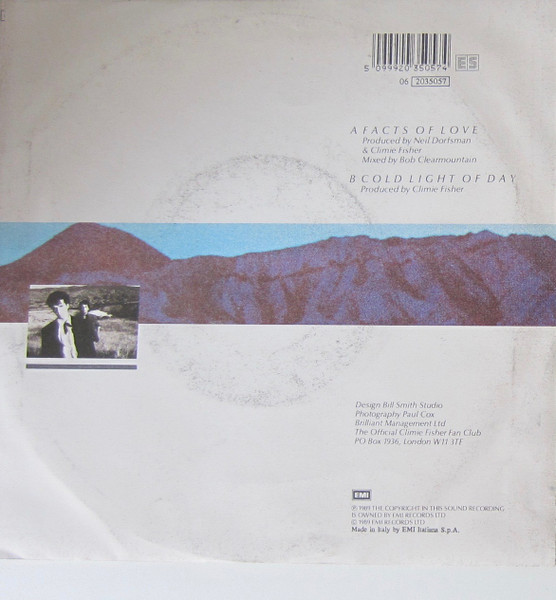 5 099920 350574
ES
06 2035057
A FACTS OF LOVE
Produced by Neil Dorfsman
& Climie Fisher
Mixed by Bob Clearmountain
B COLD LIGHT OF DAY
Produced by Climie Fisher
Design Bill Smith Studio
Photography Paul Cox
Brilliant Management Ltd
The Official Climie Fisher Fan Club
PO Box 1936, London W11 3TF
EMI
℗ 1989 THE COPYRIGHT IN THIS SOUND RECORDING
IS OWNED BY EMI RECORDS LTD
© 1989 EMI RECORDS LTD
Made in Italy by EMI Italiana S.p.A.